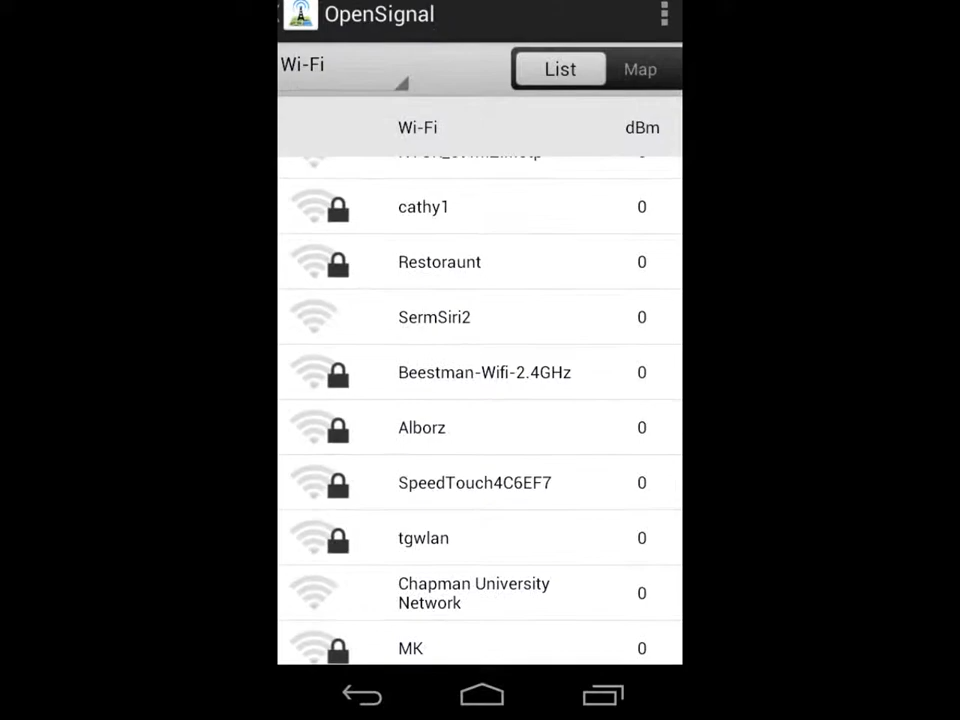 OpenSignal
Wi-Fi
List
Map
Wi-Fi
dBm
0
cathy1
0
Restoraunt
0
SermSiri2
0
Beestman-Wifi-2.4GHz
0
Alborz
0
SpeedTouch4C6EF7
0
tgwlan
0
Chapman University
Network
0
MK
0